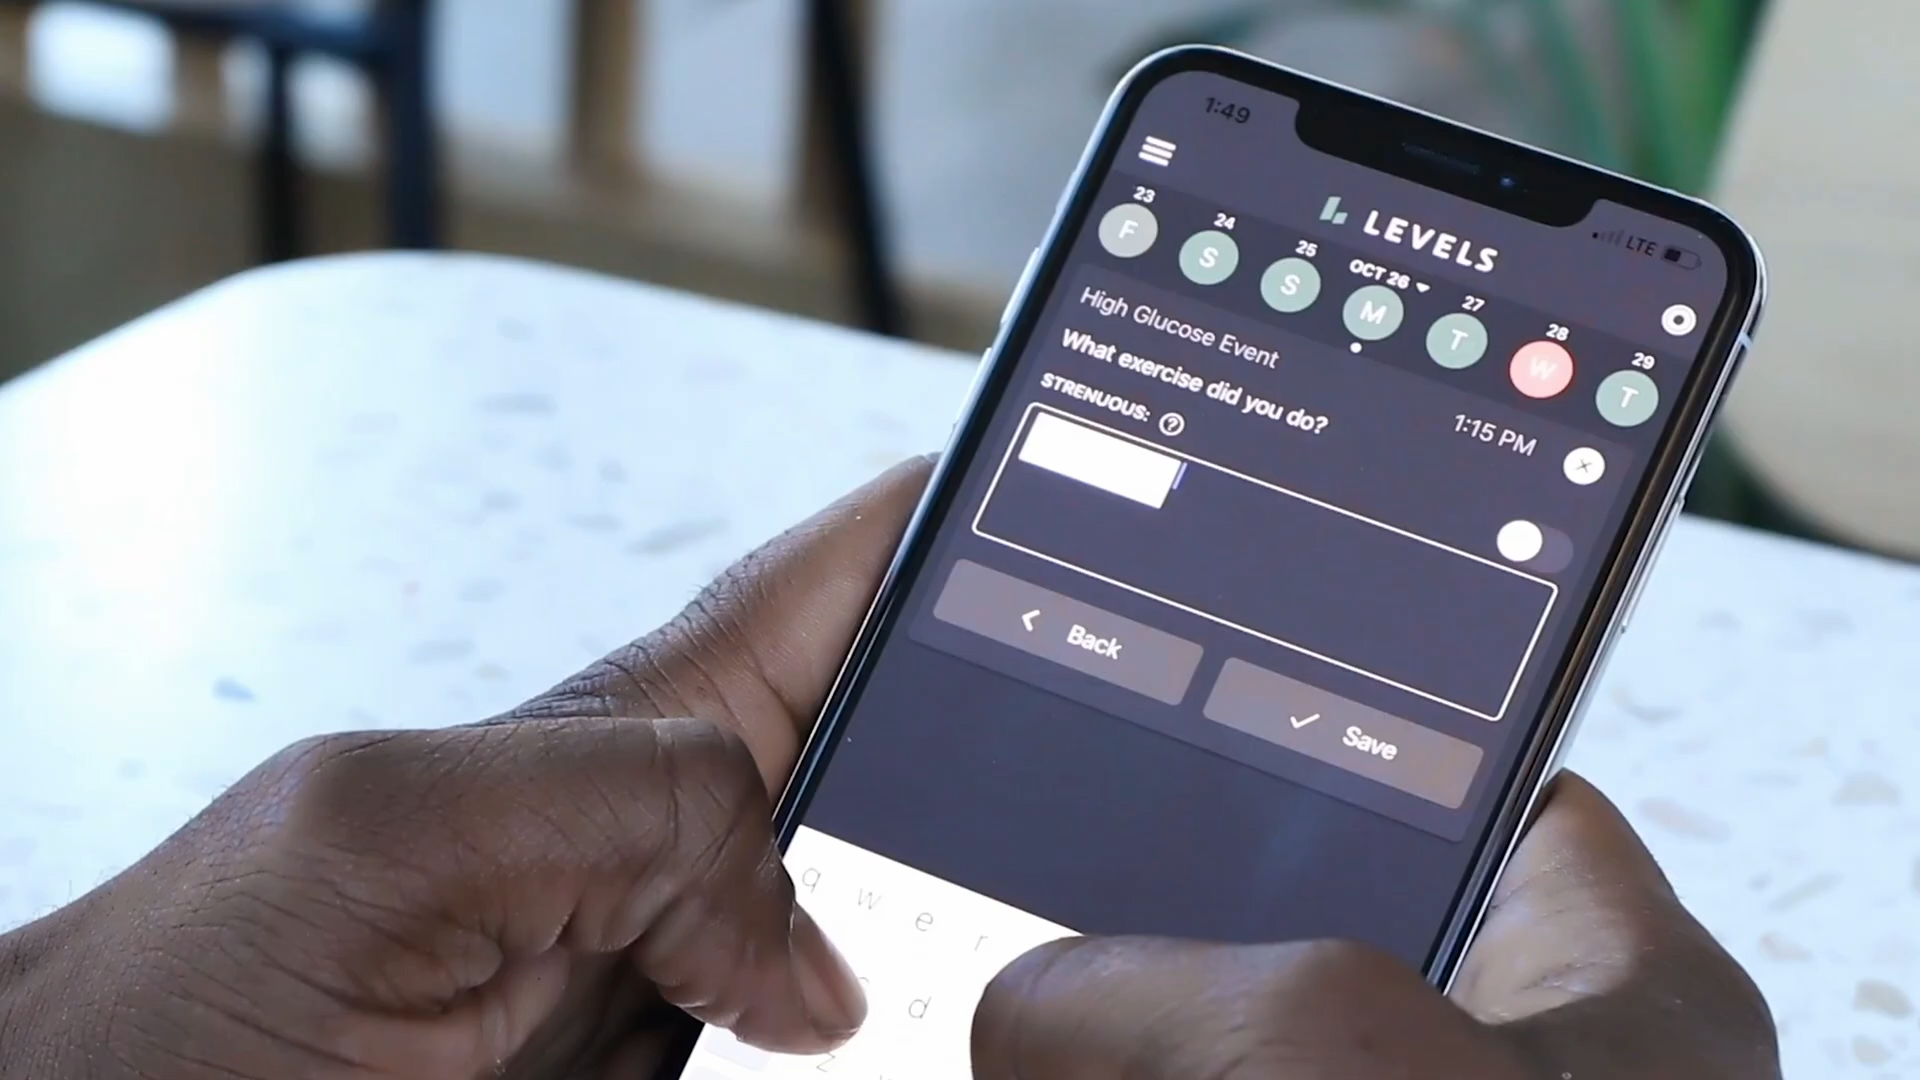 1:49
LTE
LEVELS
23 24 25 OCT 26 27 28 29
F S S M T W T
High Glucose Event
1:15 PM
What exercise did you do?
STRENUOUS: ?
Back
Save
q w e r
d
z